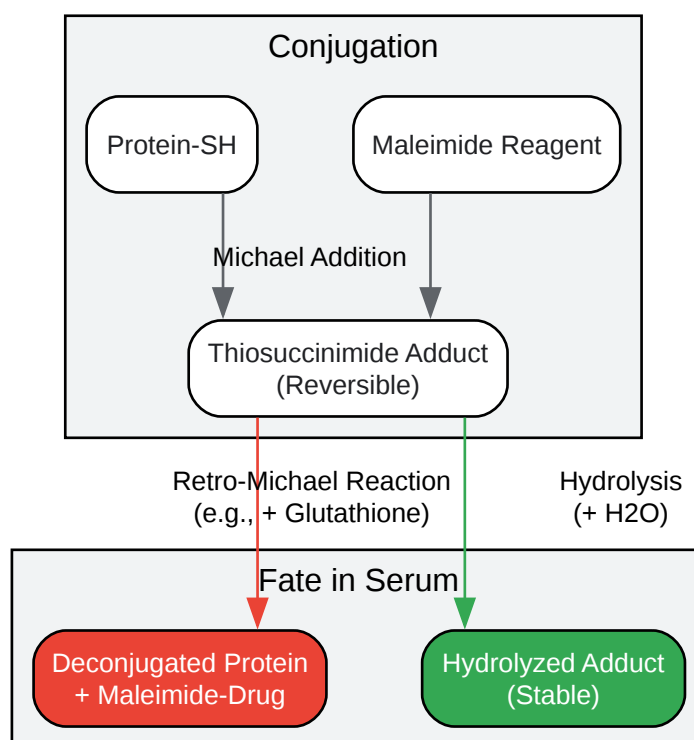 Conjugation
Protein-SH
Maleimide Reagent
Michael Addition
Thiosuccinimide Adduct
(Reversible)
Retro-Michael Reaction
(e.g., + Glutathione)
Hydrolysis
(+ H2O)
Fate in Serum
Deconjugated Protein
+ Maleimide-Drug
Hydrolyzed Adduct
(Stable)